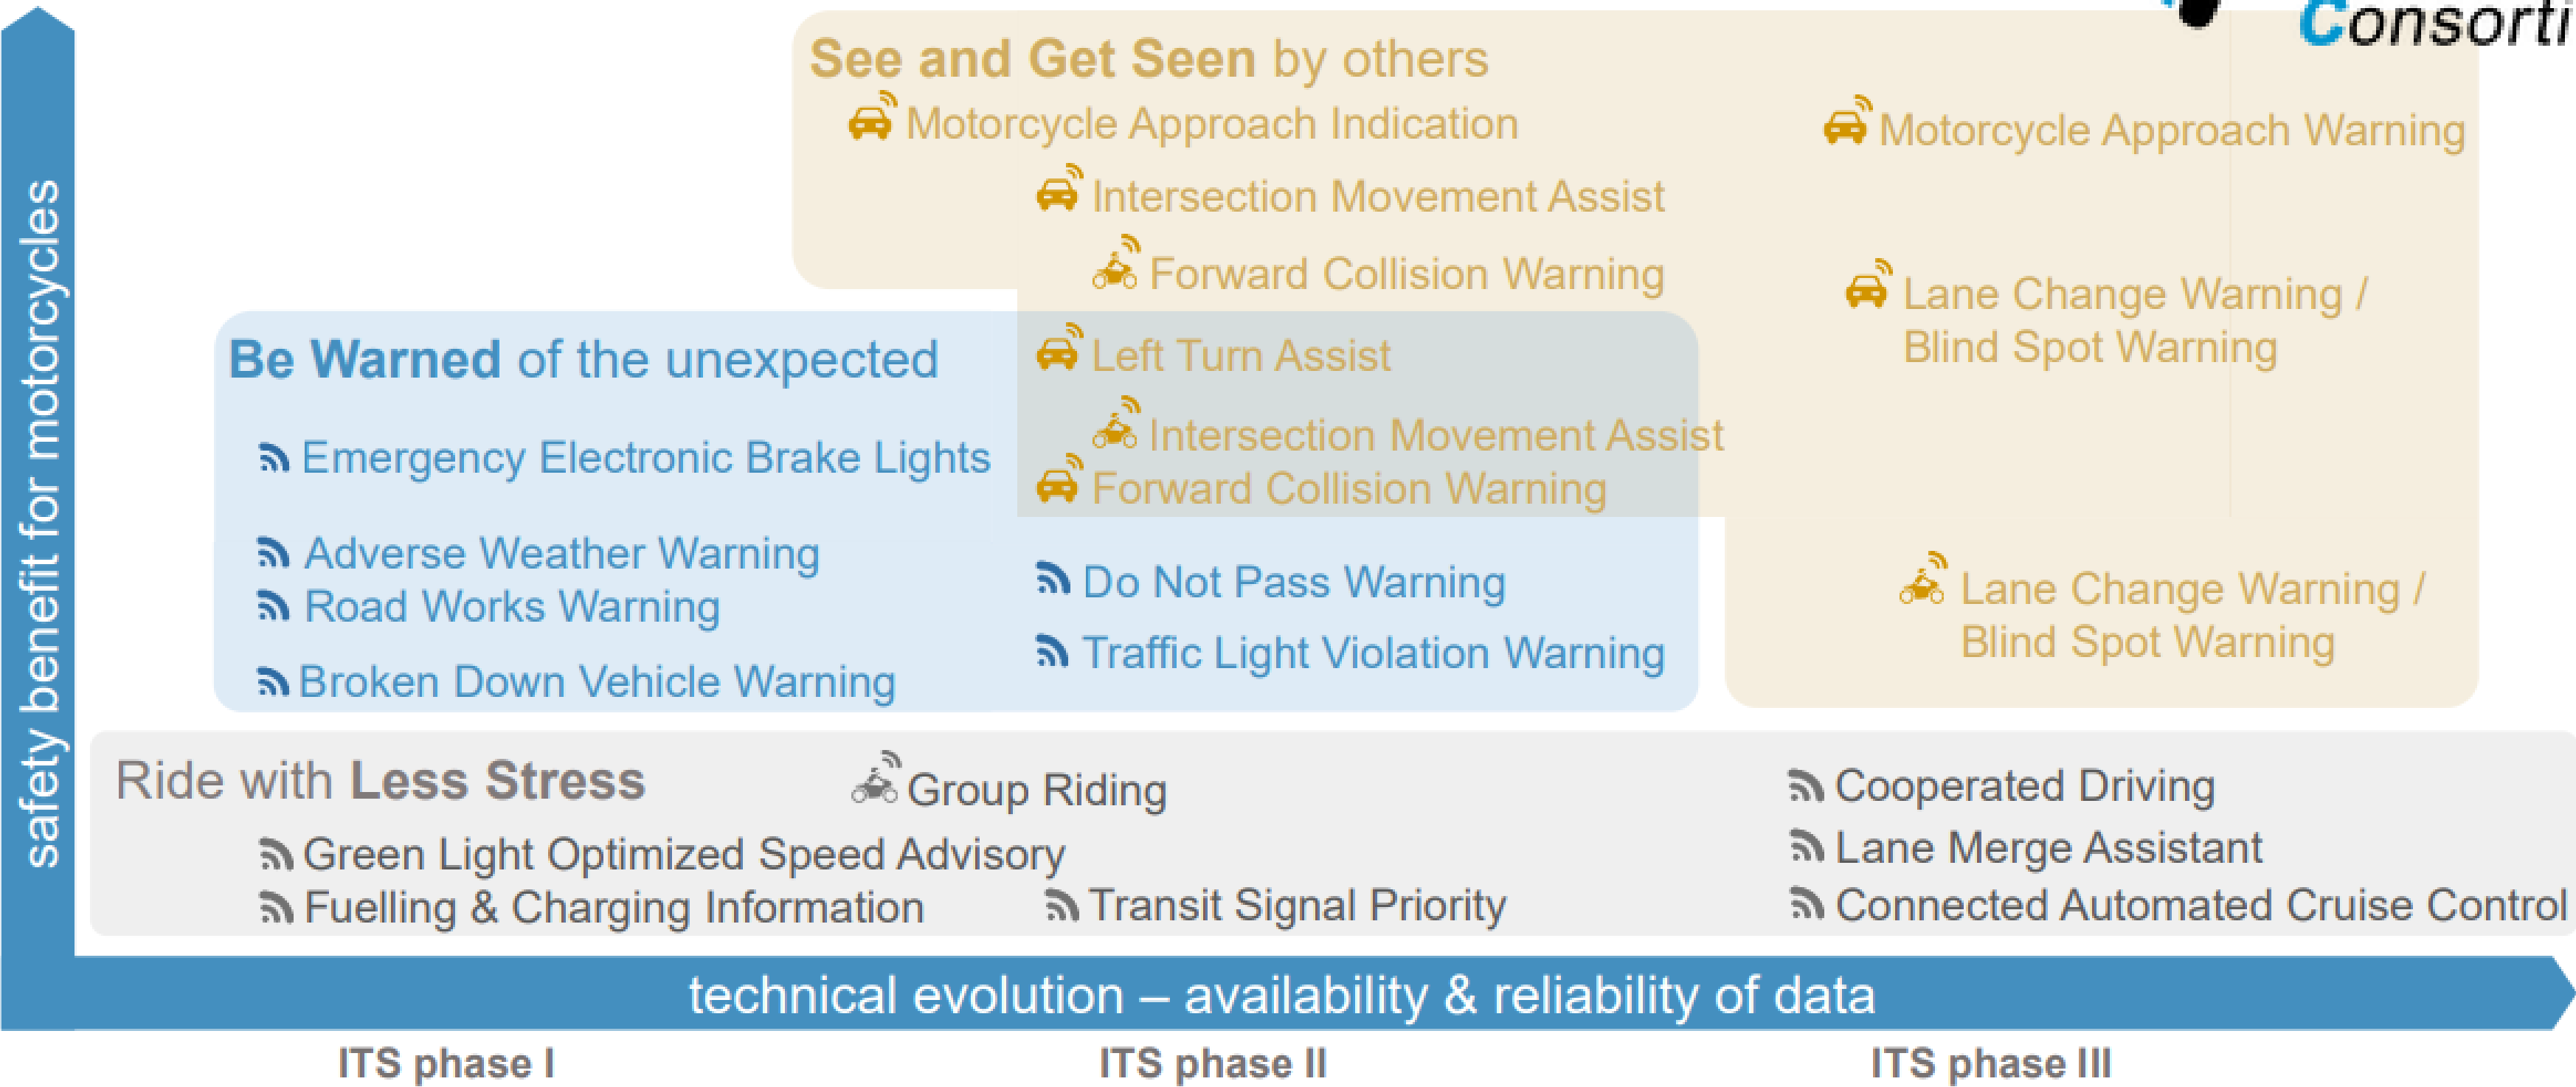 Consorti
safety benefit for motorcycles
See and Get Seen by others
Motorcycle Approach Indication
Motorcycle Approach Warning
Intersection Movement Assist
Forward Collision Warning
Lane Change Warning /
Blind Spot Warning
Be Warned of the unexpected
Left Turn Assist
Intersection Movement Assist
Forward Collision Warning
Emergency Electronic Brake Lights
Adverse Weather Warning
Road Works Warning
Broken Down Vehicle Warning
Do Not Pass Warning
Traffic Light Violation Warning
Lane Change Warning /
Blind Spot Warning
Ride with Less Stress
Group Riding
Green Light Optimized Speed Advisory
Fuelling & Charging Information
Transit Signal Priority
Cooperated Driving
Lane Merge Assistant
Connected Automated Cruise Control
technical evolution – availability & reliability of data
ITS phase I
ITS phase II
ITS phase III